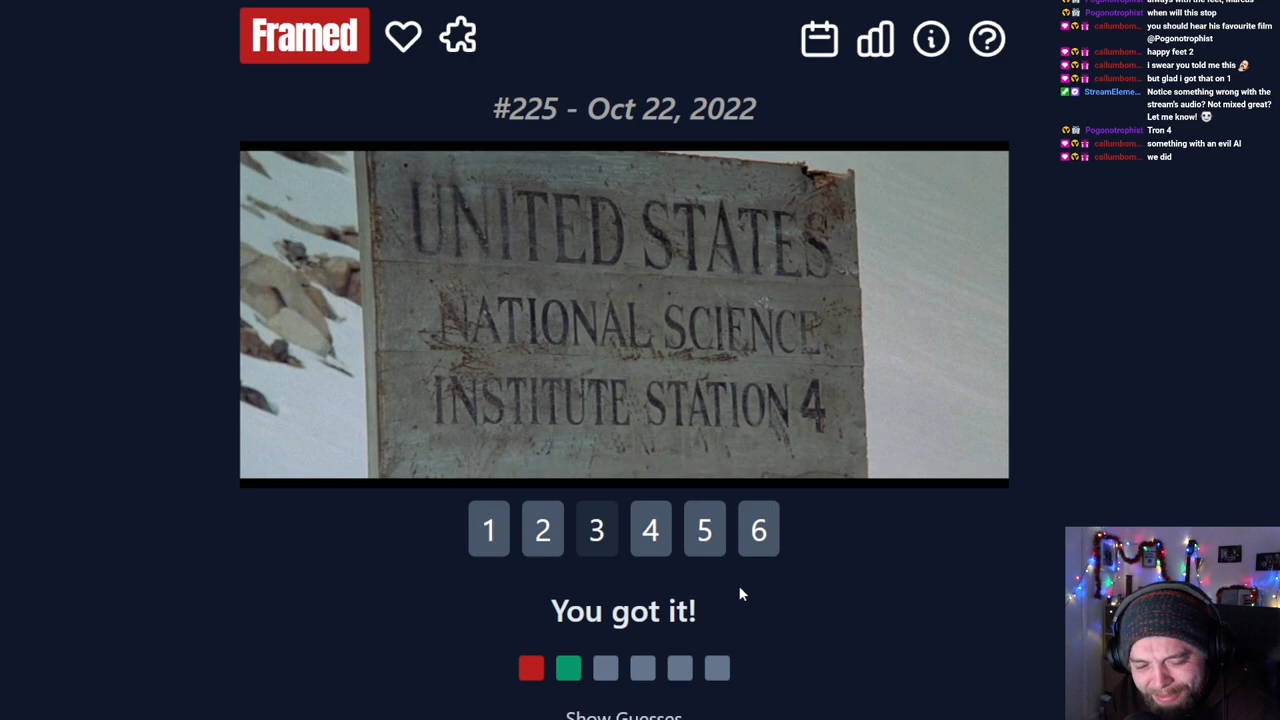 Framed
#225 - Oct 22, 2022
UNITED STATES
NATIONAL SCIENCE
INSTITUTE STATION 4
1 2 3 4 5 6
You got it!
Show Guesses
Pogonotrophist always with the feet, Marcus
Pogonotrophist when will this stop
callumbom... you should hear his favourite film
@Pogonotrophist
callumbom... happy feet 2
callumbom... i swear you told me this
callumbom... but glad i got that on 1
StreamEleme... Notice something wrong with the
stream's audio? Not mixed great?
Let me know!
Pogonotrophist Tron 4
callumbom... something with an evil AI
callumbom... we did